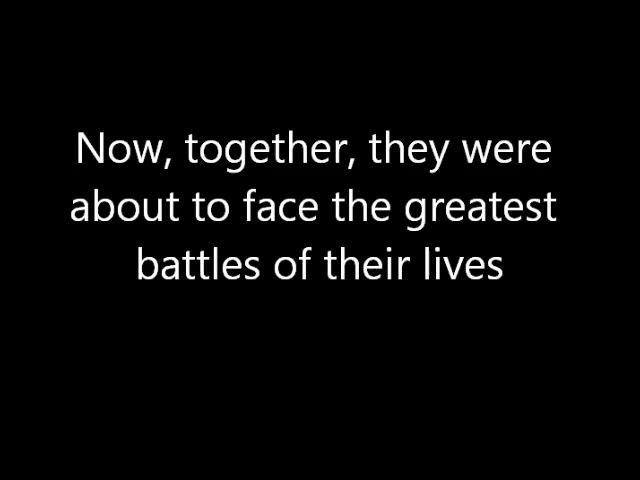 Now, together, they were
about to face the greatest
battles of their lives